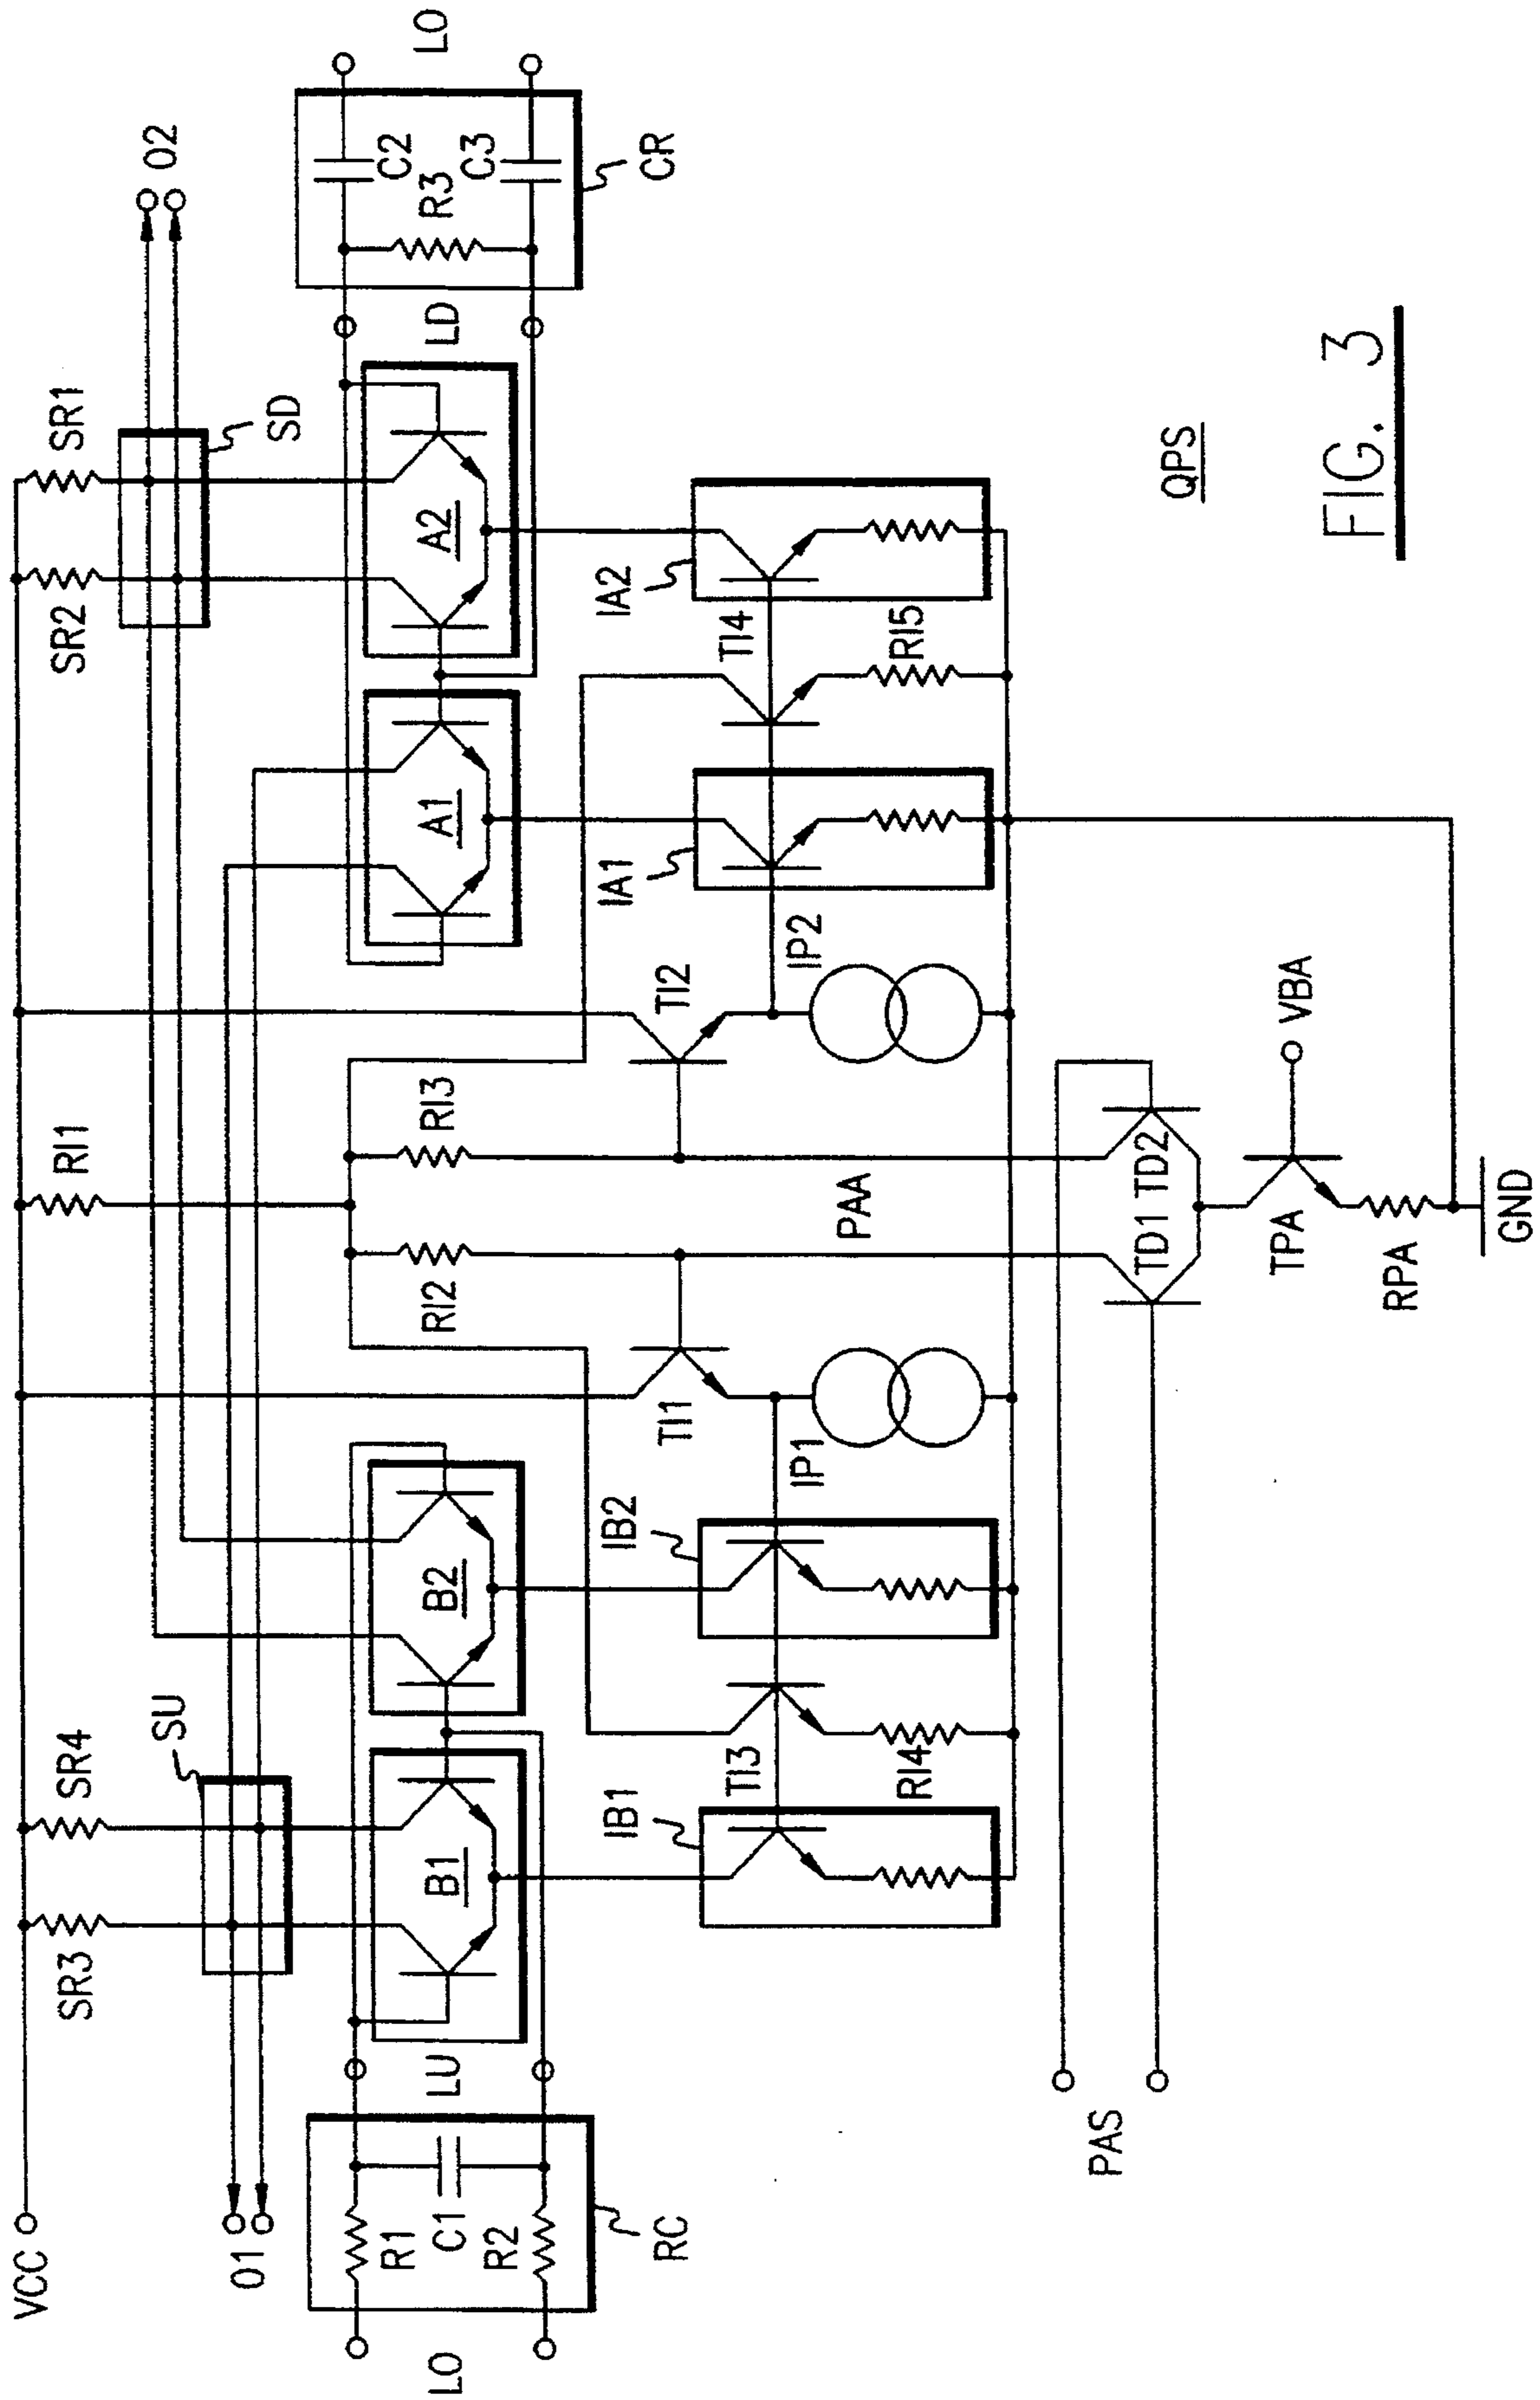 VCC
SR3
SR4
RI1
SR2
SR1
SU
SD
O1
O2
LO
R1
C1
R2
RC
LU
B1
B2
RI2
RI3
A1
A2
LD
C2
R3
C3
CR
LO
IB1
TI3
RI4
IB2
IP1
TI1
PAA
TI2
IP2
IA1
TI4
RI5
IA2
PAS
TD1
TD2
TPA
VBA
RPA
GND
QPS
FIG. 3